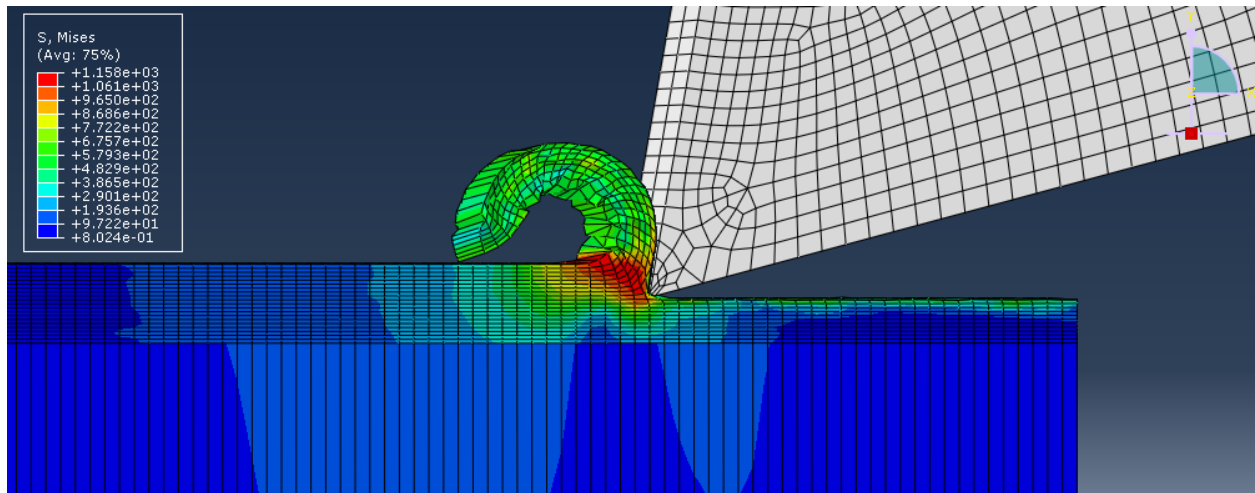 S, Mises
(Avg: 75%)
+1.158e+03
+1.061e+03
+9.650e+02
+8.686e+02
+7.722e+02
+6.757e+02
+5.793e+02
+4.829e+02
+3.865e+02
+2.901e+02
+1.936e+02
+9.722e+01
+8.024e-01
Y
Z
X